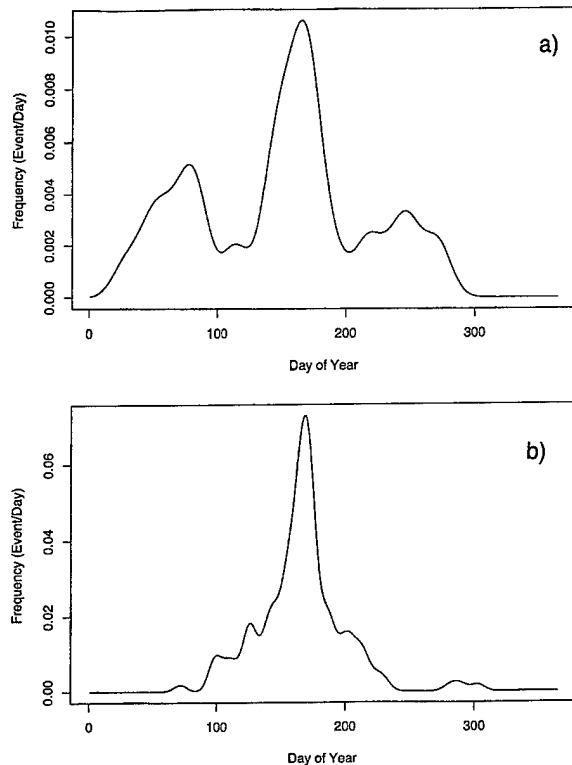 a)
Frequency (Event/Day)
0.000 0.002 0.004 0.006 0.008 0.010
0 100 200 300
Day of Year
b)
Frequency (Event/Day)
0.00 0.02 0.04 0.06
0 100 200 300
Day of Year